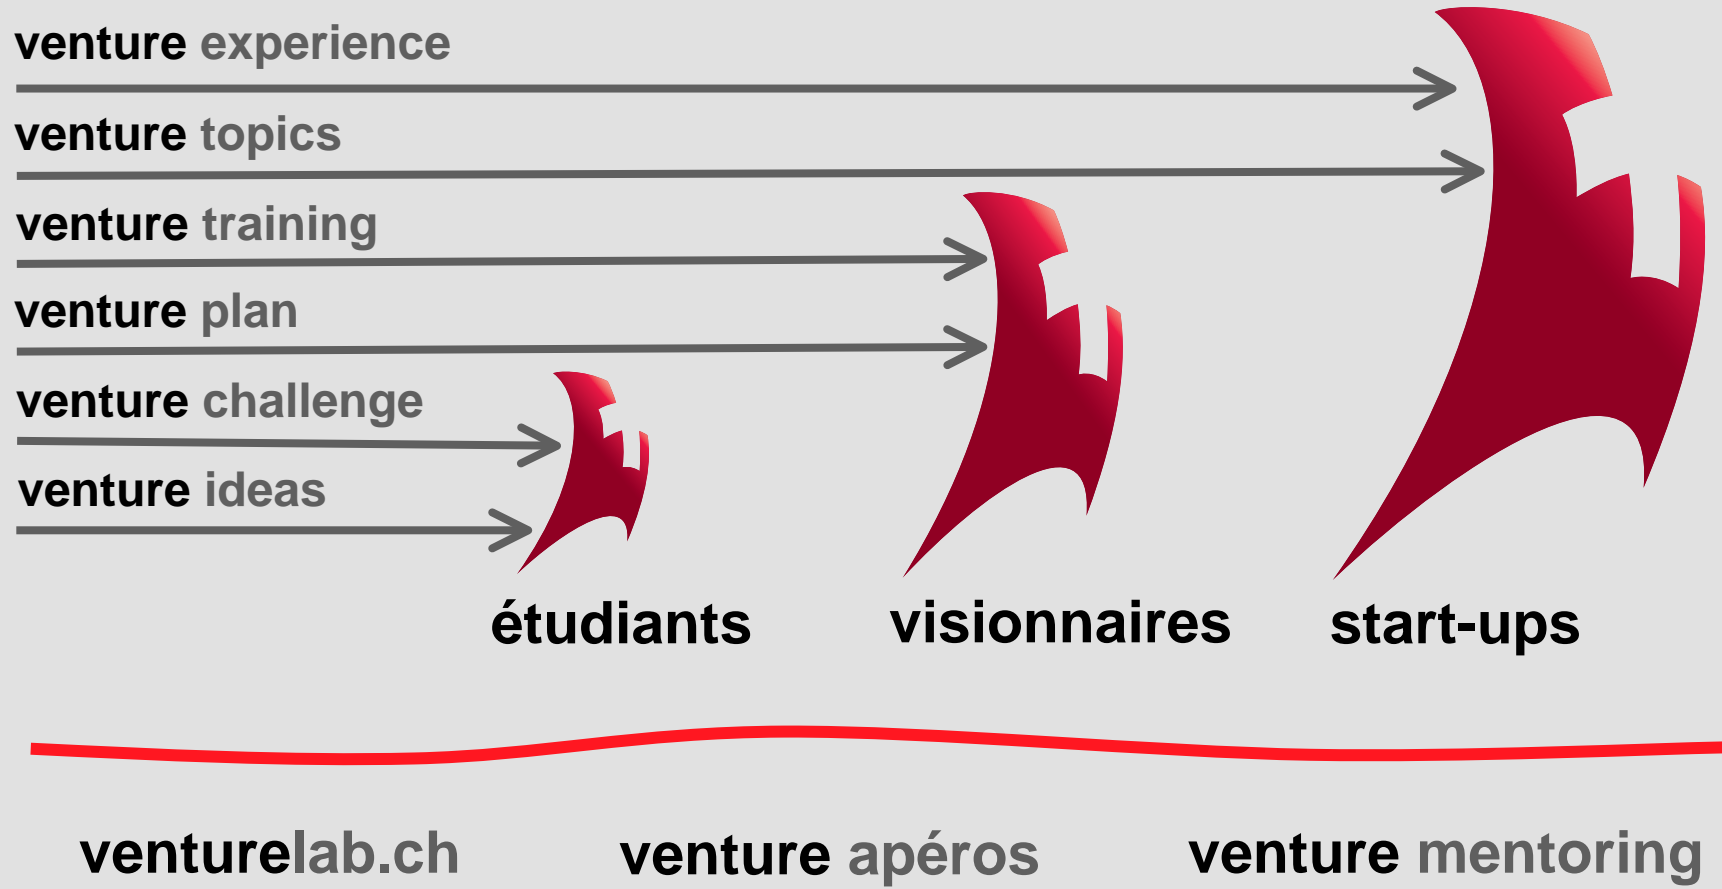 venture experience
venture topics
venture training
venture plan
venture challenge
venture ideas
étudiants visionnaires start-ups
venturelab.ch venture apéros venture mentoring